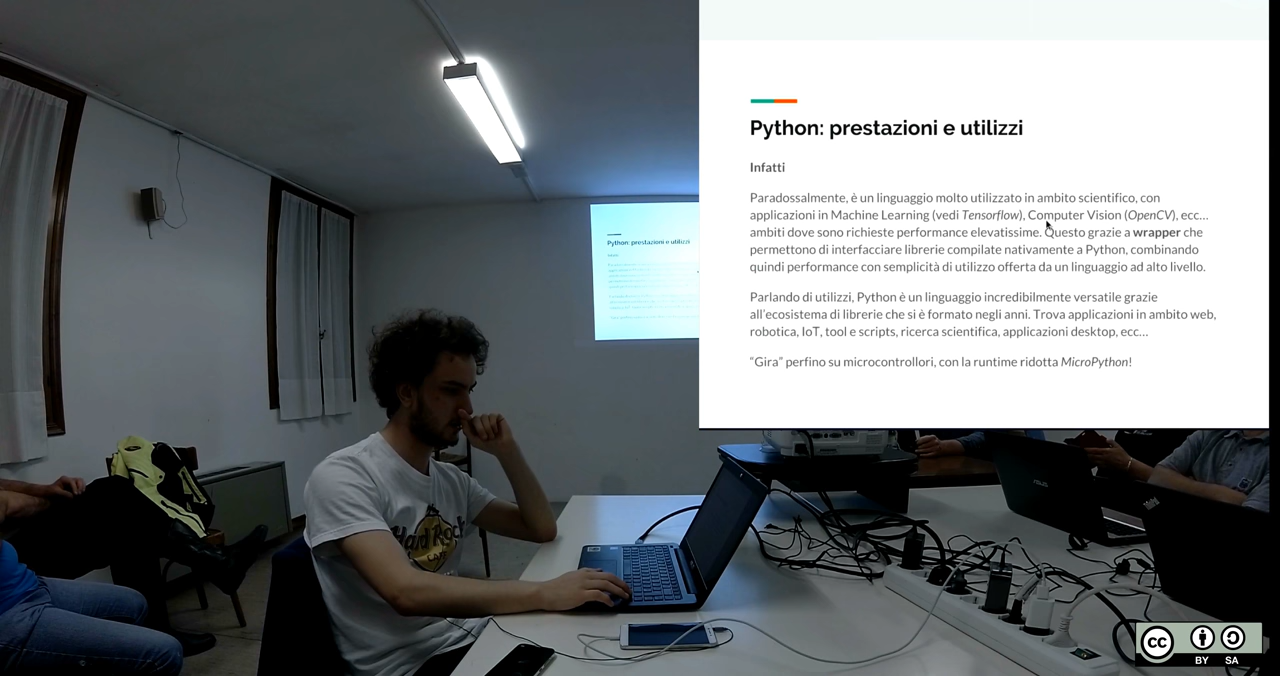 Python: prestazioni e utilizzi
Infatti
Paradossalmente, è un linguaggio molto utilizzato in ambito scientifico, con
applicazioni in Machine Learning (vedi Tensorflow), Computer Vision (OpenCV), ecc...
ambiti dove sono richieste performance elevatissime. Questo grazie a wrapper che
permettono di interfacciare librerie compilate nativamente a Python, combinando
quindi performance con semplicità di utilizzo offerta da un linguaggio ad alto livello.
Parlando di utilizzi, Python è un linguaggio incredibilmente versatile grazie
all'ecosistema di librerie che si è formato negli anni. Trova applicazioni in ambito web,
robotica, IoT, tool e scripts, ricerca scientifica, applicazioni desktop, ecc...
“Gira” perfino su microcontrollori, con la runtime ridotta MicroPython!
Python: prestazioni e utilizzi
Hard Rock
CAFE
ASUS
CC
BY SA